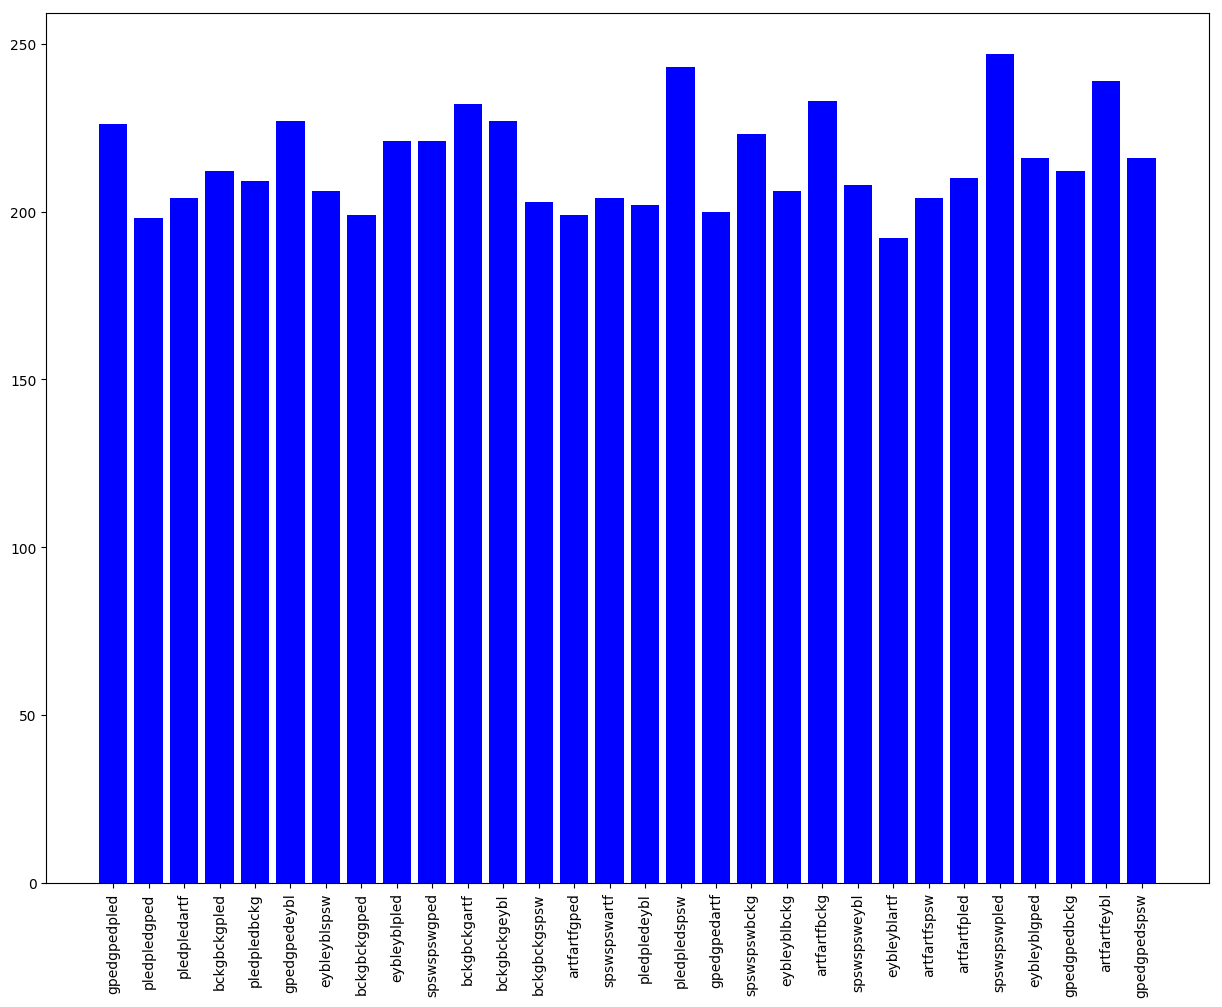 250
200
150
100
50
0
gpedgpedpled
pledpledgped
pledpledartf
bckgbckgpled
pledpledbckg
gpedgpedeybl
eybleyblspsw
bckgbckggped
eybleyblpled
spswspswgped
bckgbckgartf
bckgbckgeybl
bckgbckgspsw
artfartfgped
spswspswartf
pledpledeybl
pledpledspsw
gpedgpedartf
spswspswbckg
eybleyblbckg
artfartfbckg
spswspsweybl
eybleyblartf
artfartfspsw
artfartfpled
spswspswpled
eybleyblgped
gpedgpedbckg
artfartfeybl
gpedgpedspsw